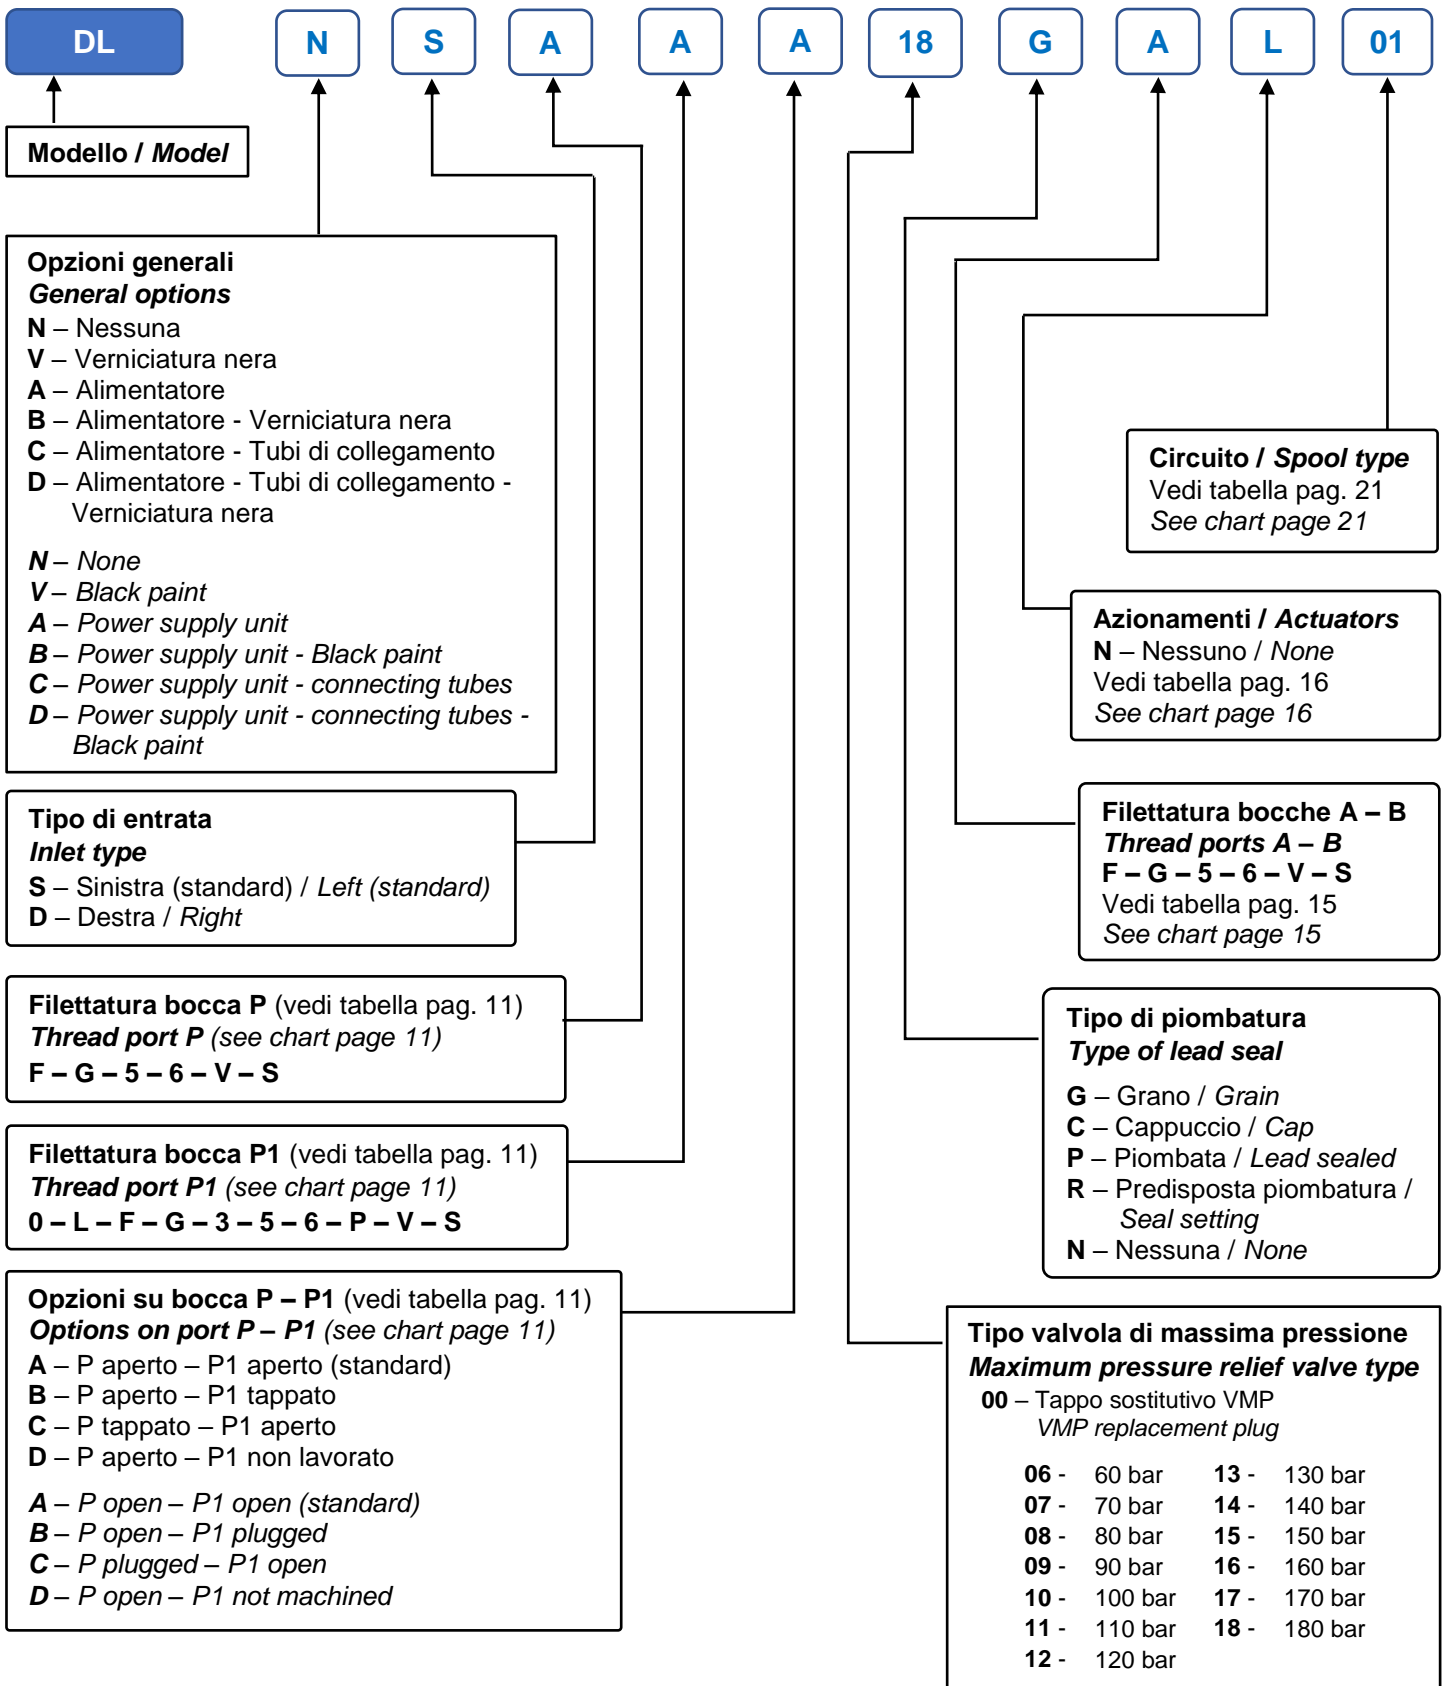 DL N S A A A 18 G A L 01
Modello / Model
Opzioni generali
General options
N – Nessuna
V – Verniciatura nera
A – Alimentatore
B – Alimentatore - Verniciatura nera
C – Alimentatore - Tubi di collegamento
D – Alimentatore - Tubi di collegamento -
Verniciatura nera
N – None
V – Black paint
A – Power supply unit
B – Power supply unit - Black paint
C – Power supply unit - connecting tubes
D – Power supply unit - connecting tubes -
Black paint
Tipo di entrata
Inlet type
S – Sinistra (standard) / Left (standard)
D – Destra / Right
Filettatura bocca P (vedi tabella pag. 11)
Thread port P (see chart page 11)
F – G – 5 – 6 – V – S
Filettatura bocca P1 (vedi tabella pag. 11)
Thread port P1 (see chart page 11)
0 – L – F – G – 3 – 5 – 6 – P – V – S
Opzioni su bocca P – P1 (vedi tabella pag. 11)
Options on port P – P1 (see chart page 11)
A – P aperto – P1 aperto (standard)
B – P aperto – P1 tappato
C – P tappato – P1 aperto
D – P aperto – P1 non lavorato
A – P open – P1 open (standard)
B – P open – P1 plugged
C – P plugged – P1 open
D – P open – P1 not machined
Circuito / Spool type
Vedi tabella pag. 21
See chart page 21
Azionamenti / Actuators
N – Nessuno / None
Vedi tabella pag. 16
See chart page 16
Filettatura bocche A – B
Thread ports A – B
F – G – 5 – 6 – V – S
Vedi tabella pag. 15
See chart page 15
Tipo di piombatura
Type of lead seal
G – Grano / Grain
C – Cappuccio / Cap
P – Piombata / Lead sealed
R – Predisposta piombatura /
Seal setting
N – Nessuna / None
Tipo valvola di massima pressione
Maximum pressure relief valve type
00 – Tappo sostitutivo VMP
VMP replacement plug
06 - 60 bar 13 - 130 bar
07 - 70 bar 14 - 140 bar
08 - 80 bar 15 - 150 bar
09 - 90 bar 16 - 160 bar
10 - 100 bar 17 - 170 bar
11 - 110 bar 18 - 180 bar
12 - 120 bar